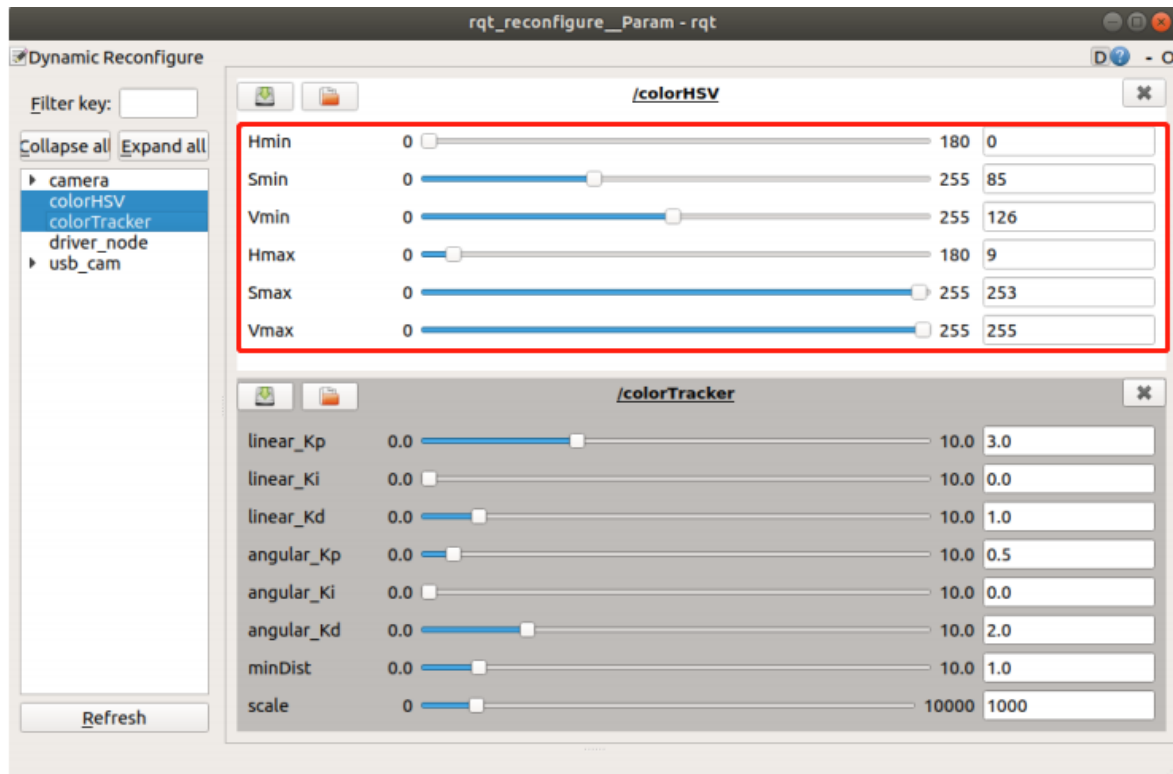 rqt_reconfigure__Param - rqt
Dynamic Reconfigure
D ? - O
Filter key:
Collapse all Expand all
camera
colorHSV
colorTracker
driver_node
usb_cam
Refresh
/colorHSV
Hmin 0 180 0
Smin 0 255 85
Vmin 0 255 126
Hmax 0 180 9
Smax 0 255 253
Vmax 0 255 255
/colorTracker
linear_Kp 0.0 10.0 3.0
linear_Ki 0.0 10.0 0.0
linear_Kd 0.0 10.0 1.0
angular_Kp 0.0 10.0 0.5
angular_Ki 0.0 10.0 0.0
angular_Kd 0.0 10.0 2.0
minDist 0.0 10.0 1.0
scale 0 10000 1000